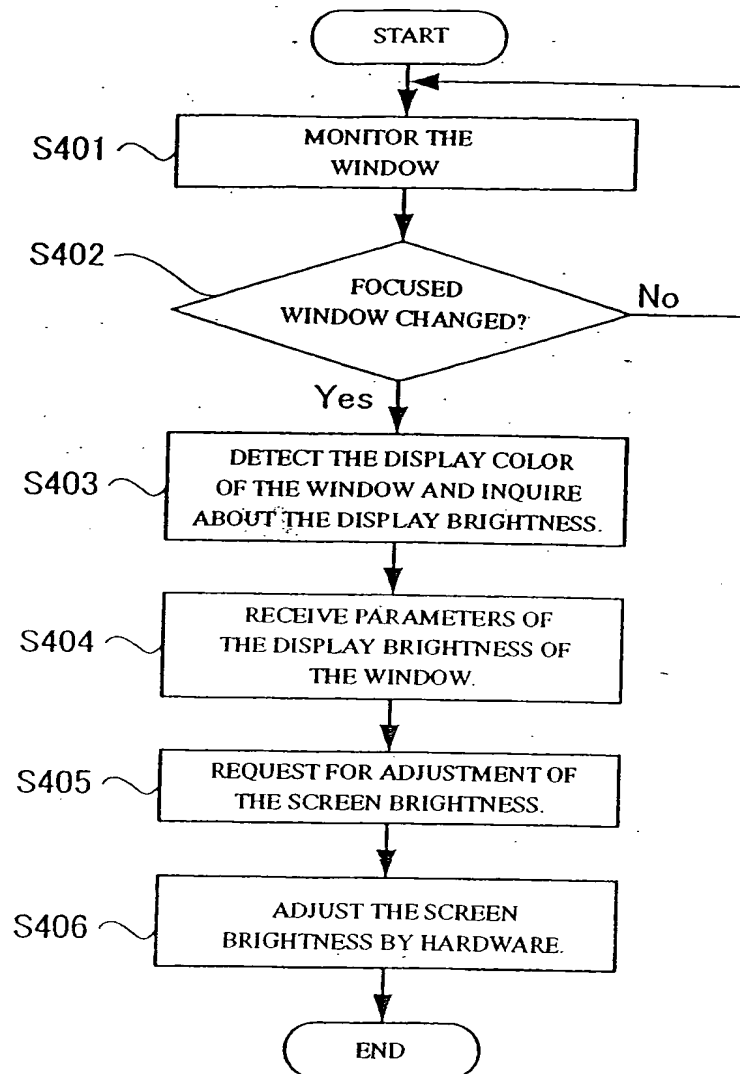 START
S401
MONITOR THE
WINDOW
S402
FOCUSED
WINDOW CHANGED?
No
Yes
S403
DETECT THE DISPLAY COLOR
OF THE WINDOW AND INQUIRE
ABOUT THE DISPLAY BRIGHTNESS.
S404
RECEIVE PARAMETERS OF
THE DISPLAY BRIGHTNESS OF
THE WINDOW.
S405
REQUEST FOR ADJUSTMENT OF
THE SCREEN BRIGHTNESS.
S406
ADJUST THE SCREEN
BRIGHTNESS BY HARDWARE.
END